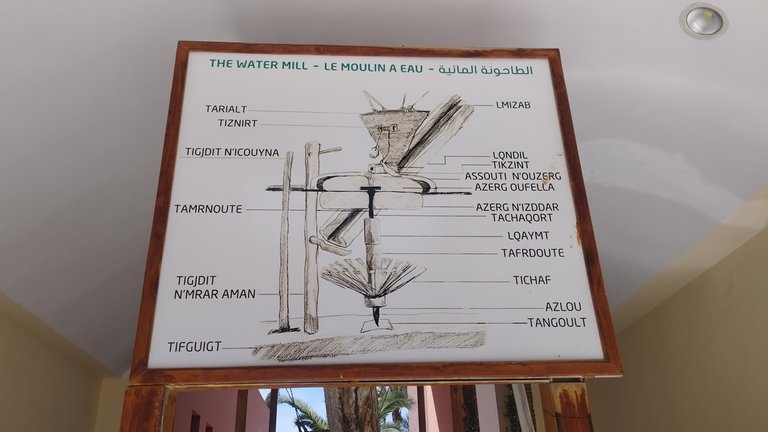 THE WATER MILL - LE MOULIN A EAU - الطاحونة المائية
TARIALT
TIZNIRT
TIGJDIT N'ICOUYNA
TAMRNOUTE
TIGJDIT
N'MRAR AMAN
TIFGUIGT
LMIZAB
LQNDIL
TIKZINT
ASSOUTI N'OUZERG
AZERG OUFELLA
AZERG N'IZDDAR
TACHAQORT
LQAYMT
TAFRDOUTE
TICHAF
AZLOU
TANGOULT